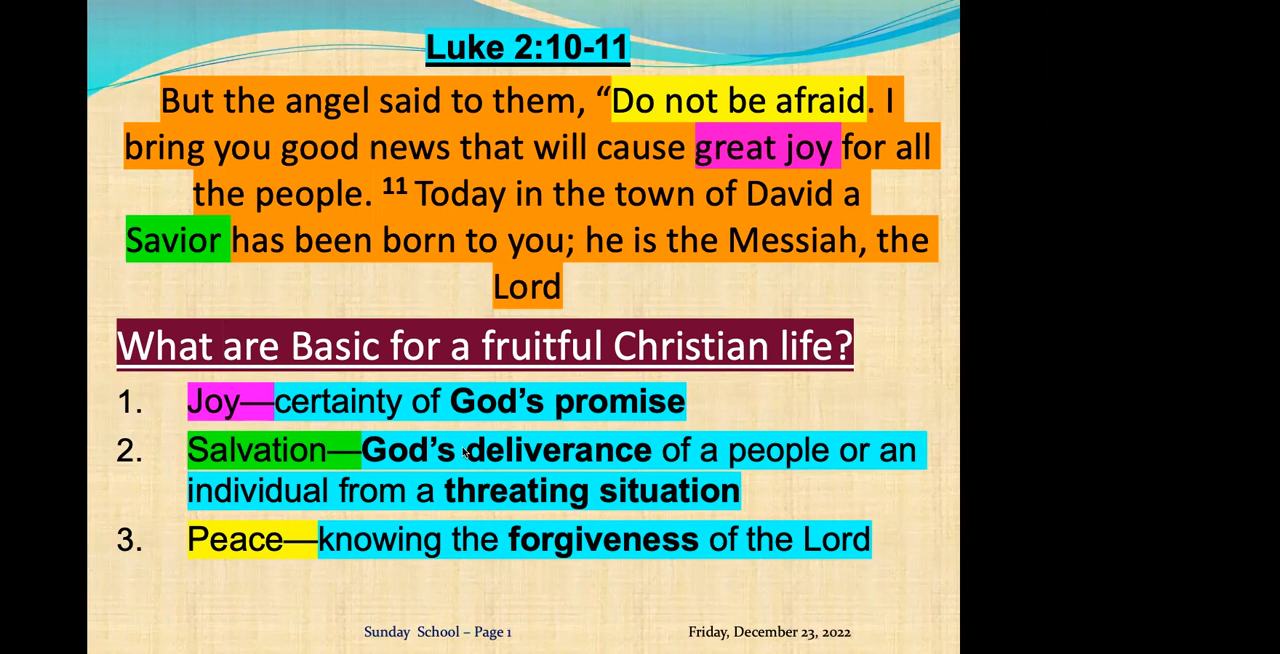 Luke 2:10-11
But the angel said to them, “Do not be afraid. I
bring you good news that will cause great joy for all
the people. 11 Today in the town of David a
Savior has been born to you; he is the Messiah, the
Lord
What are Basic for a fruitful Christian life?
1. Joy—certainty of God’s promise
2. Salvation—God’s deliverance of a people or an
individual from a threating situation
3. Peace—knowing the forgiveness of the Lord
Sunday School – Page 1 Friday, December 23, 2022